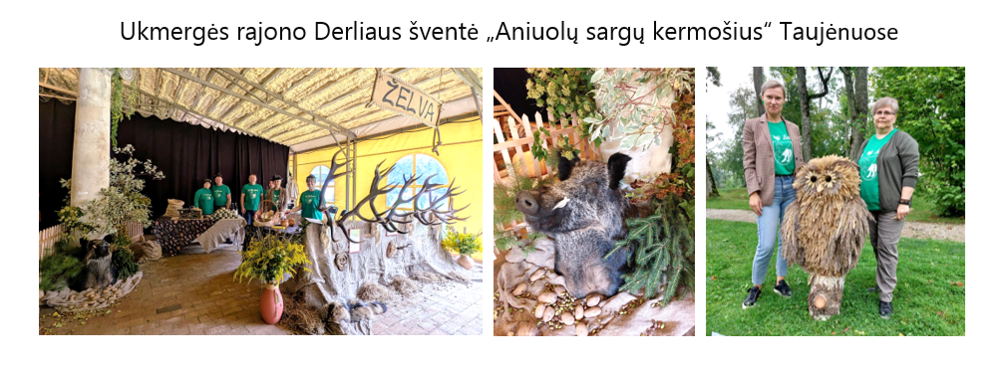 Ukmergės rajono Derliaus šventė „Aniuolų sargų kermošius“ Taujėnuose
ŽELVA